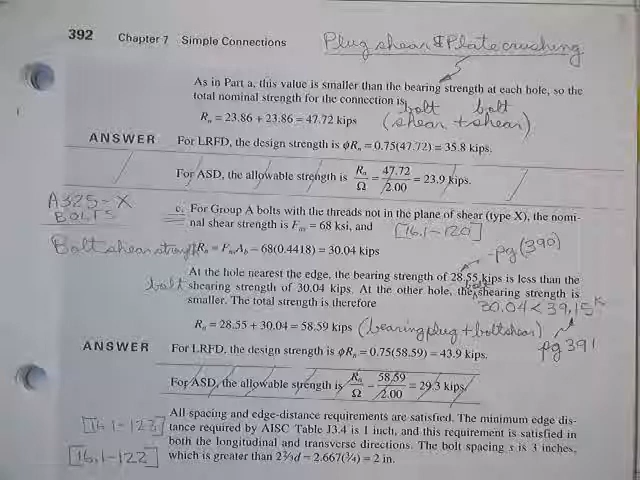 392 Chapter 7 Simple Connections
Plug shear & Plate crushing
As in Part a, this value is smaller than the bearing strength at each hole, so the
total nominal strength for the connection is
bolt bolt
Rn = 23.86 + 23.86 = 47.72 kips (shear + shear)
ANSWER For LRFD, the design strength is ϕRn = 0.75(47.72) = 35.8 kips.
For ASD, the allowable strength is Rn/Ω = 47.72/2.00 = 23.9 kips.
A325-X
BOLTS
c. For Group A bolts with the threads not in the plane of shear (type X), the nomi-
nal shear strength is Fnv = 68 ksi, and [16.1-120]
Bolt shear strength Rn = FnvAb = 68(0.4418) = 30.04 kips
pg (390)
At the hole nearest the edge, the bearing strength of 28.55 kips is less than the
bolt shearing strength of 30.04 kips. At the other hole, the bolt shearing strength is
smaller. The total strength is therefore 30.04 < 39.15 k
Rn = 28.55 + 30.04 = 58.59 kips (bearing plug + bolt shear)
pg 391
ANSWER For LRFD, the design strength is ϕRn = 0.75(58.59) = 43.9 kips.
For ASD, the allowable strength is Rn/Ω = 58.59/2.00 = 29.3 kips
All spacing and edge-distance requirements are satisfied. The minimum edge dis-
[16.1-123] tance required by AISC Table J3.4 is 1 inch, and this requirement is satisfied in
both the longitudinal and transverse directions. The bolt spacing s is 3 inches,
[16.1-122] which is greater than 2⅔d = 2.667(¾) = 2 in.